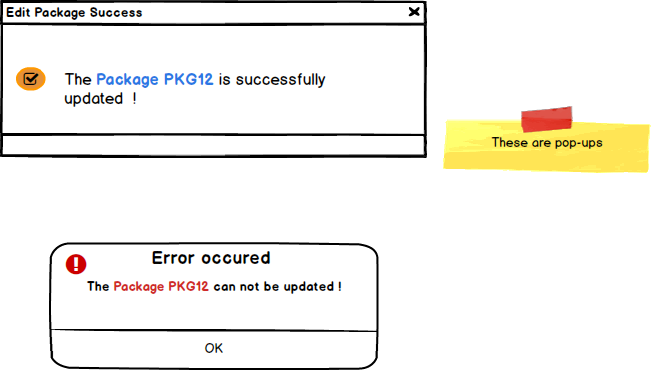 Edit Package Success
The Package PKG12 is successfully
updated !
These are pop-ups
Error occured
The Package PKG12 can not be updated !
OK